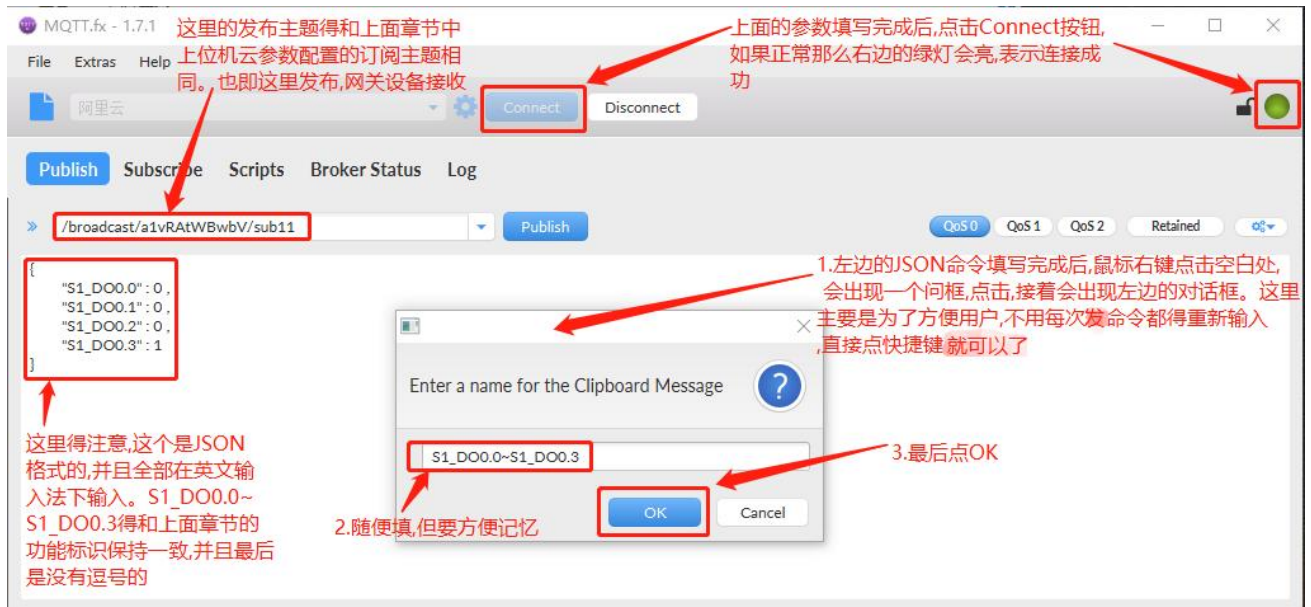 MQTT.fx - 1.7.1
这里的发布主题得和上面章节中
上位机云参数配置的订阅主题相
同。也即这里发布,网关设备接收
上面的参数填写完成后,点击Connect按钮,
如果正常那么右边的绿灯会亮,表示连接成
功
File Extras Help
阿里云
Connect
Disconnect
Publish Subscribe Scripts Broker Status Log
/broadcast/a1vRAtWBwbV/sub11
Publish
QoS 0 QoS 1 QoS 2 Retained
{
"S1_DO0.0" : 0 ,
"S1_DO0.1" : 0 ,
"S1_DO0.2" : 0 ,
"S1_DO0.3" : 1
}
1.左边的JSON命令填写完成后,鼠标右键点击空白处,
会出现一个问框,点击,接着会出现左边的对话框。这里
主要是为了方便用户,不用每次发命令都得重新输入
,直接点快捷键就可以了
Enter a name for the Clipboard Message
S1_DO0.0~S1_DO0.3
OK
Cancel
3.最后点OK
2.随便填,但要方便记忆
这里得注意,这个是JSON
格式的,并且全部在英文输
入法下输入。S1_DO0.0~
S1_DO0.3得和上面章节的
功能标识保持一致,并且最后
是没有逗号的